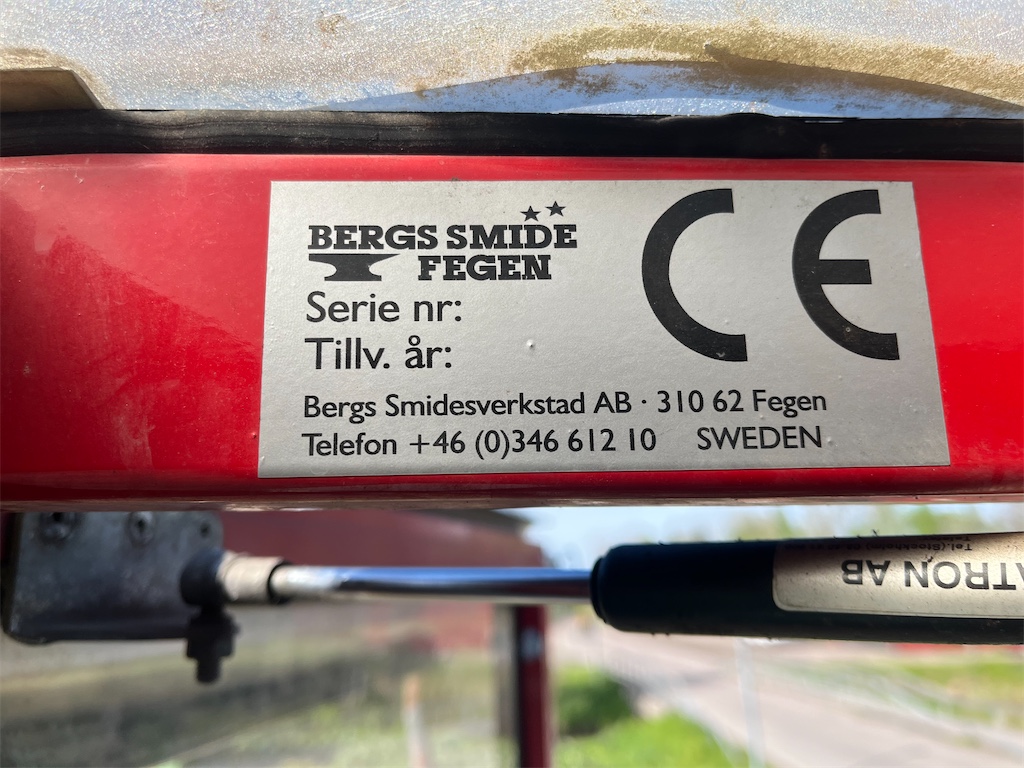 BERGS SMIDE
FEGEN
CE
Serie nr:
Tillv. år:
Bergs Smidesverkstad AB · 310 62 Fegen
Telefon +46 (0)346 612 10 SWEDEN
TRON AB